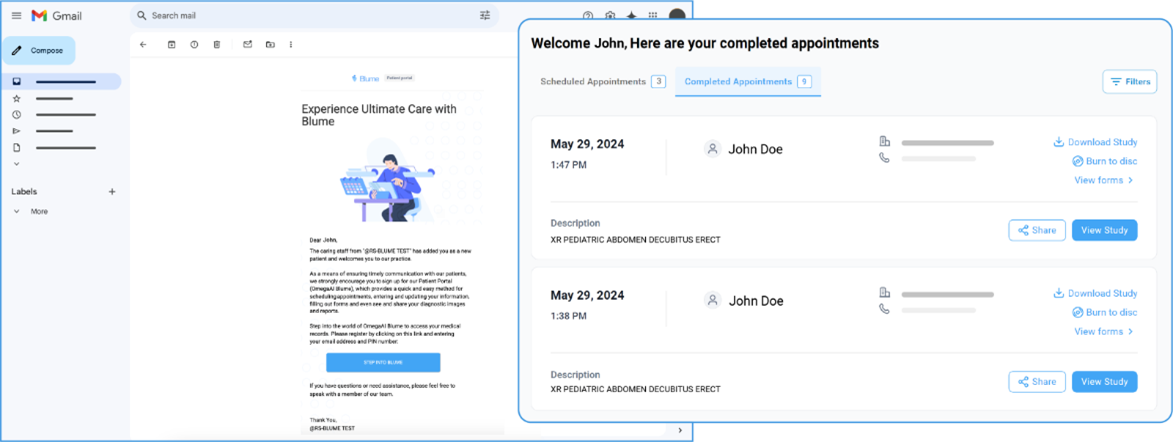 Gmail
Search mail
Compose
Labels
More
Blume Patient portal
Experience Ultimate Care with
Blume
Dear John,
The caring staff from "@RS-BLUME TEST" has added you as a new
patient and welcomes you to our practice
As a means of ensuring timely communication with our patients,
we strongly encourage you to sign up for our Patient Portal
(OmegaAI Blume), which provides a quick and easy method for
scheduling appointments, entering and updating your information,
filling out forms and even see and share your diagnostic images
and reports.
Step into the world of OmegaAI Blume to access your medical
records. Please register by clicking on this link and entering
your email address and PIN number:
STEP INTO BLUME
If you have questions or need assistance, please feel free to
speak with a member of our team.
Thank You,
@RS-BLUME TEST
Welcome John, Here are your completed appointments
Scheduled Appointments 3
Completed Appointments 9
Filters
May 29, 2024
1:47 PM
John Doe
Download Study
Burn to disc
View forms
Description
XR PEDIATRIC ABDOMEN DECUBITUS ERECT
Share
View Study
May 29, 2024
1:38 PM
John Doe
Download Study
Burn to disc
View forms
Description
XR PEDIATRIC ABDOMEN DECUBITUS ERECT
Share
View Study